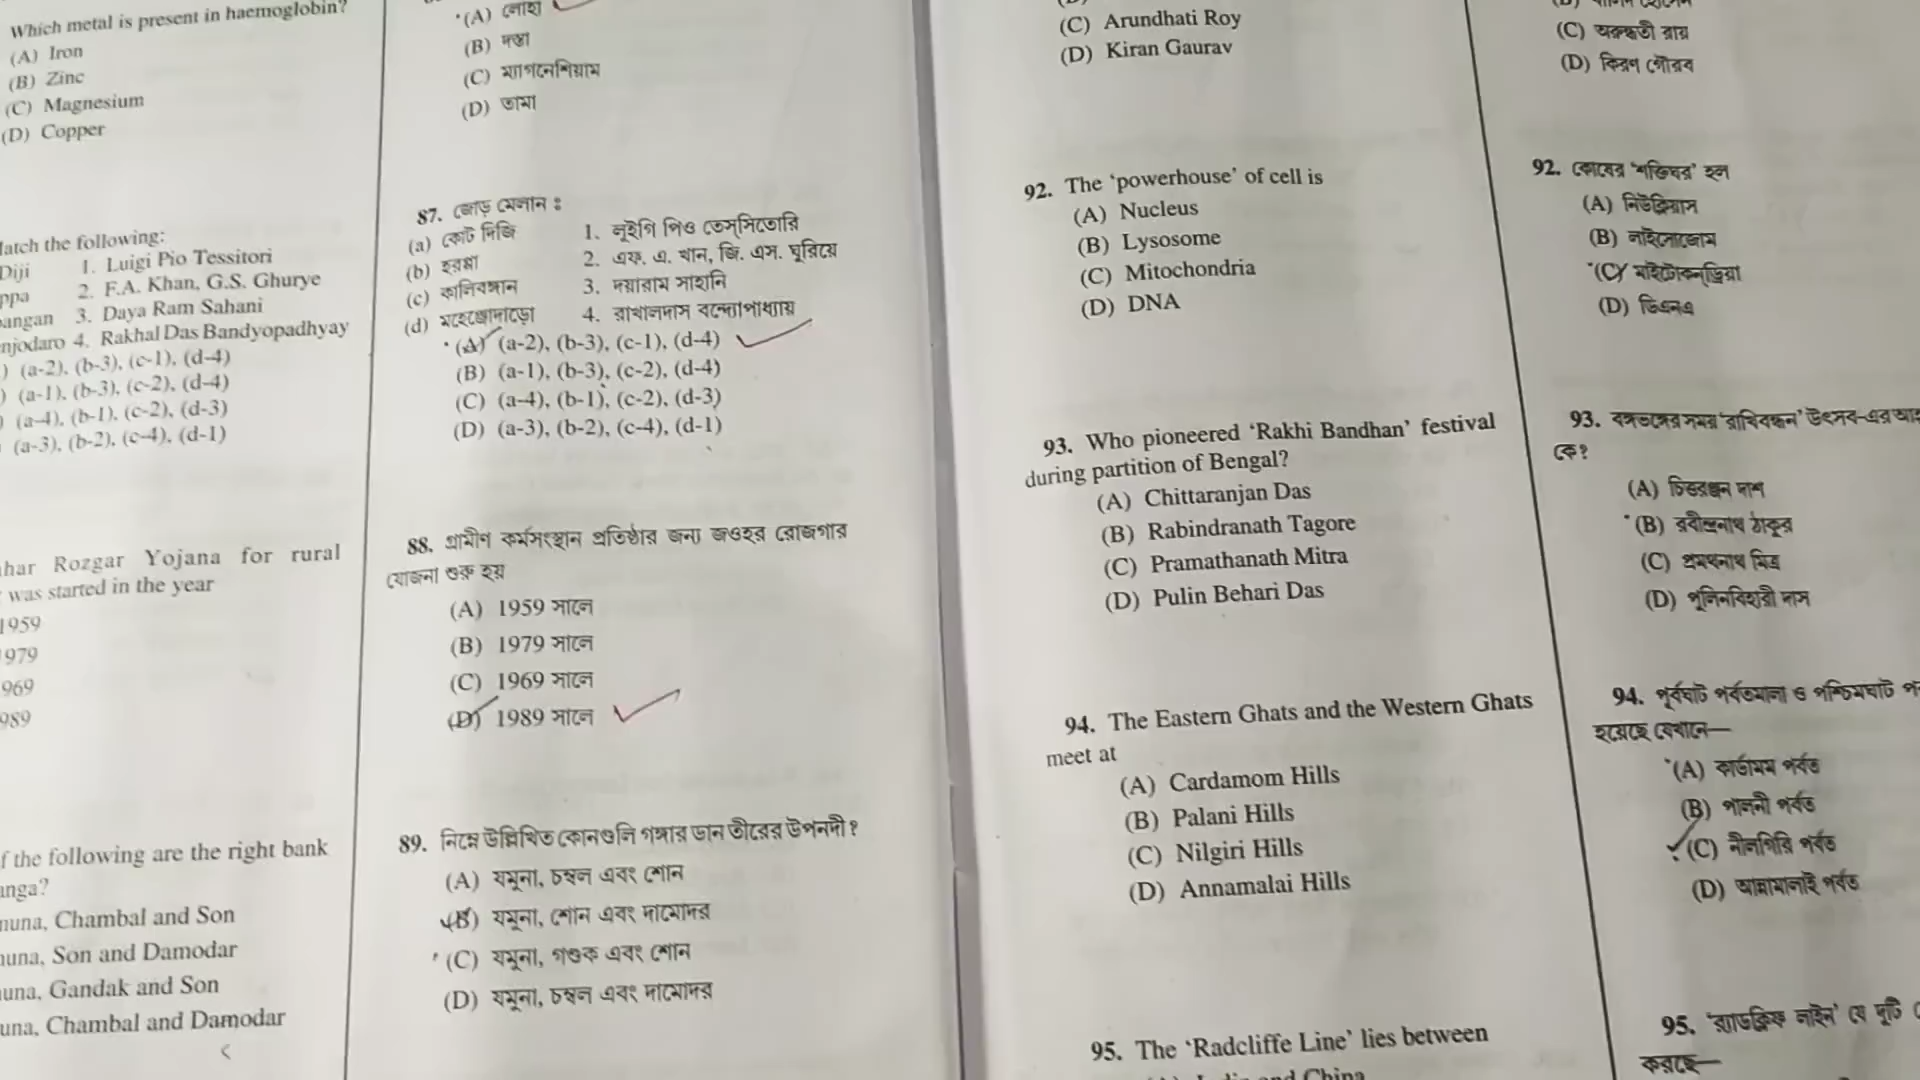 Which metal is present in haemoglobin?
(A) Iron
(B) Zinc
(C) Magnesium
(D) Copper
Match the following:
Diji 1. Luigi Pio Tessitori
2. F.A. Khan, G.S. Ghurye
3. Daya Ram Sahani
4. Rakhal Das Bandyopadhyay
(a-2), (b-3), (c-1), (d-4)
(a-1), (b-3), (c-2), (d-4)
(a-4), (b-1), (c-2), (d-3)
(a-3), (b-2), (c-4), (d-1)
Rozgar Yojana for rural
was started in the year
1959
979
969
989
the following are the right bank
Chambal and Son
Son and Damodar
Gandak and Son
Chambal and Damodar
(A) লোহা
(B) দস্তা
(C) ম্যাগনেশিয়াম
(D) তামা
87. জোড় মেলান :
(a) কোট দিজি 1. লূইগি পিও তেস্সিতোরি
(b) হরপ্পা 2. এফ. এ. খান, জি. এস. ঘূরিয়ে
(c) কালিবঙ্গান 3. দয়ারাম সাহানি
(d) মহেঞ্জোদাড়ো 4. রাখালদাস বন্দ্যোপাধ্যায়
(A) (a-2), (b-3), (c-1), (d-4)
(B) (a-1), (b-3), (c-2), (d-4)
(C) (a-4), (b-1), (c-2), (d-3)
(D) (a-3), (b-2), (c-4), (d-1)
88. গ্রামীণ কর্মসংস্থান প্রতিষ্ঠার জন্য জওহর রোজগার
যোজনা শুরু হয়
(A) 1959 সালে
(B) 1979 সালে
(C) 1969 সালে
(D) 1989 সালে
89. নিম্নে উল্লিখিত কোনগুলি গঙ্গার ডান তীরের উপনদী ?
(A) যমুনা, চম্বল এবং শোন
(B) যমুনা, শোন এবং দামোদর
(C) যমুনা, গণ্ডক এবং শোন
(D) যমুনা, চম্বল এবং দামোদর
(C) Arundhati Roy
(D) Kiran Gaurav
92. The ‘powerhouse’ of cell is
(A) Nucleus
(B) Lysosome
(C) Mitochondria
(D) DNA
93. Who pioneered ‘Rakhi Bandhan’ festival
during partition of Bengal?
(A) Chittaranjan Das
(B) Rabindranath Tagore
(C) Pramathanath Mitra
(D) Pulin Behari Das
94. The Eastern Ghats and the Western Ghats
meet at
(A) Cardamom Hills
(B) Palani Hills
(C) Nilgiri Hills
(D) Annamalai Hills
95. The ‘Radcliffe Line’ lies between
(C) অরুন্ধতী রায়
(D) কিরণ গৌরব
92. কোষের ‘শক্তিঘর’ হল
(A) নিউক্লিয়াস
(B) লাইসোজোম
(C) মাইটোকন্ড্রিয়া
(D) ডিএনএ
93. বঙ্গভঙ্গের সময় ‘রাখিবন্ধন’ উৎসব-এর
কে?
(A) চিত্তরঞ্জন দাশ
(B) রবীন্দ্রনাথ ঠাকুর
(C) প্রমথনাথ মিত্র
(D) পুলিনবিহারী দাস
94. পূর্বঘাট পর্বতমালা ও পশ্চিমঘাট
হয়েছে যেখানে—
(A) কার্ডামম পর্বত
(B) পালনী পর্বত
(C) নীলগিরি পর্বত
(D) আন্নামালাই পর্বত
95. ‘র‍্যাডক্লিফ লাইন’ যে দুটি
করছে—